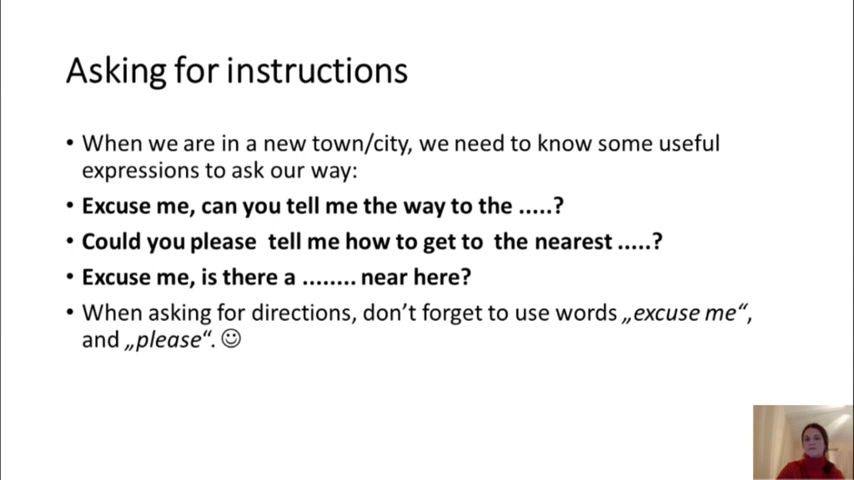 Asking for instructions
• When we are in a new town/city, we need to know some useful
expressions to ask our way:
• Excuse me, can you tell me the way to the .....?
• Could you please  tell me how to get to  the nearest .....?
• Excuse me, is there a ........ near here?
• When asking for directions, don’t forget to use words „excuse me“,
and „please“. ☺